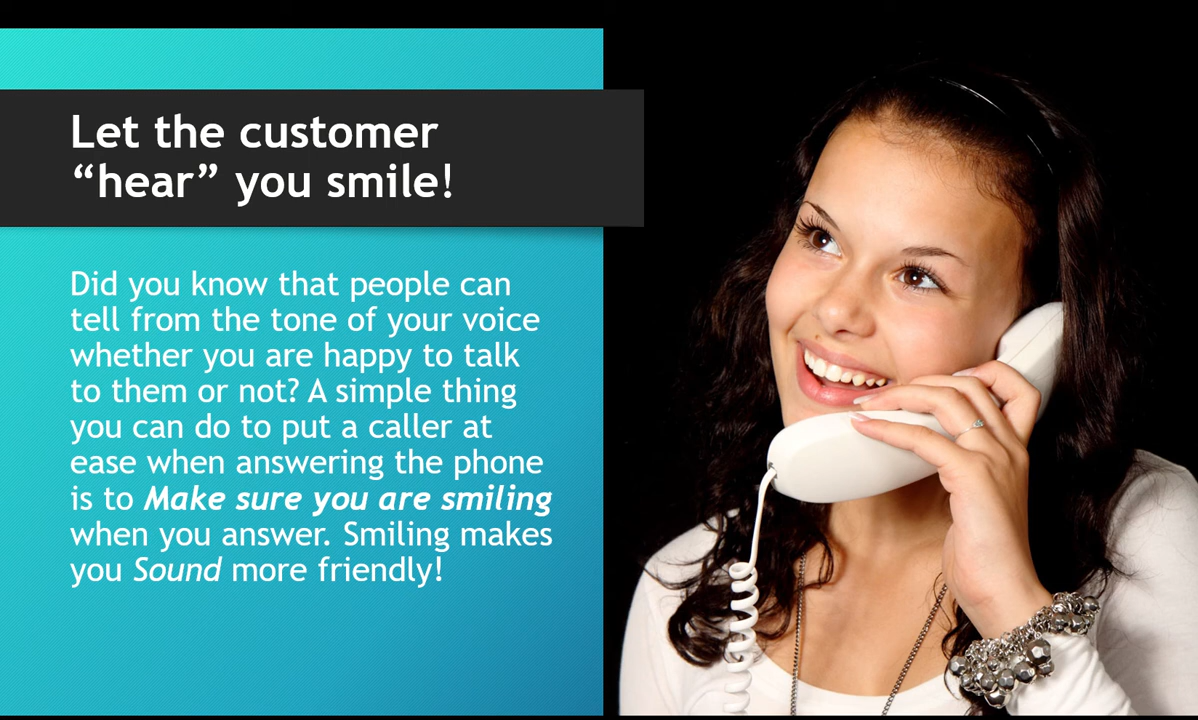 Let the customer
“hear” you smile!
Did you know that people can
tell from the tone of your voice
whether you are happy to talk
to them or not? A simple thing
you can do to put a caller at
ease when answering the phone
is to Make sure you are smiling
when you answer. Smiling makes
you Sound more friendly!